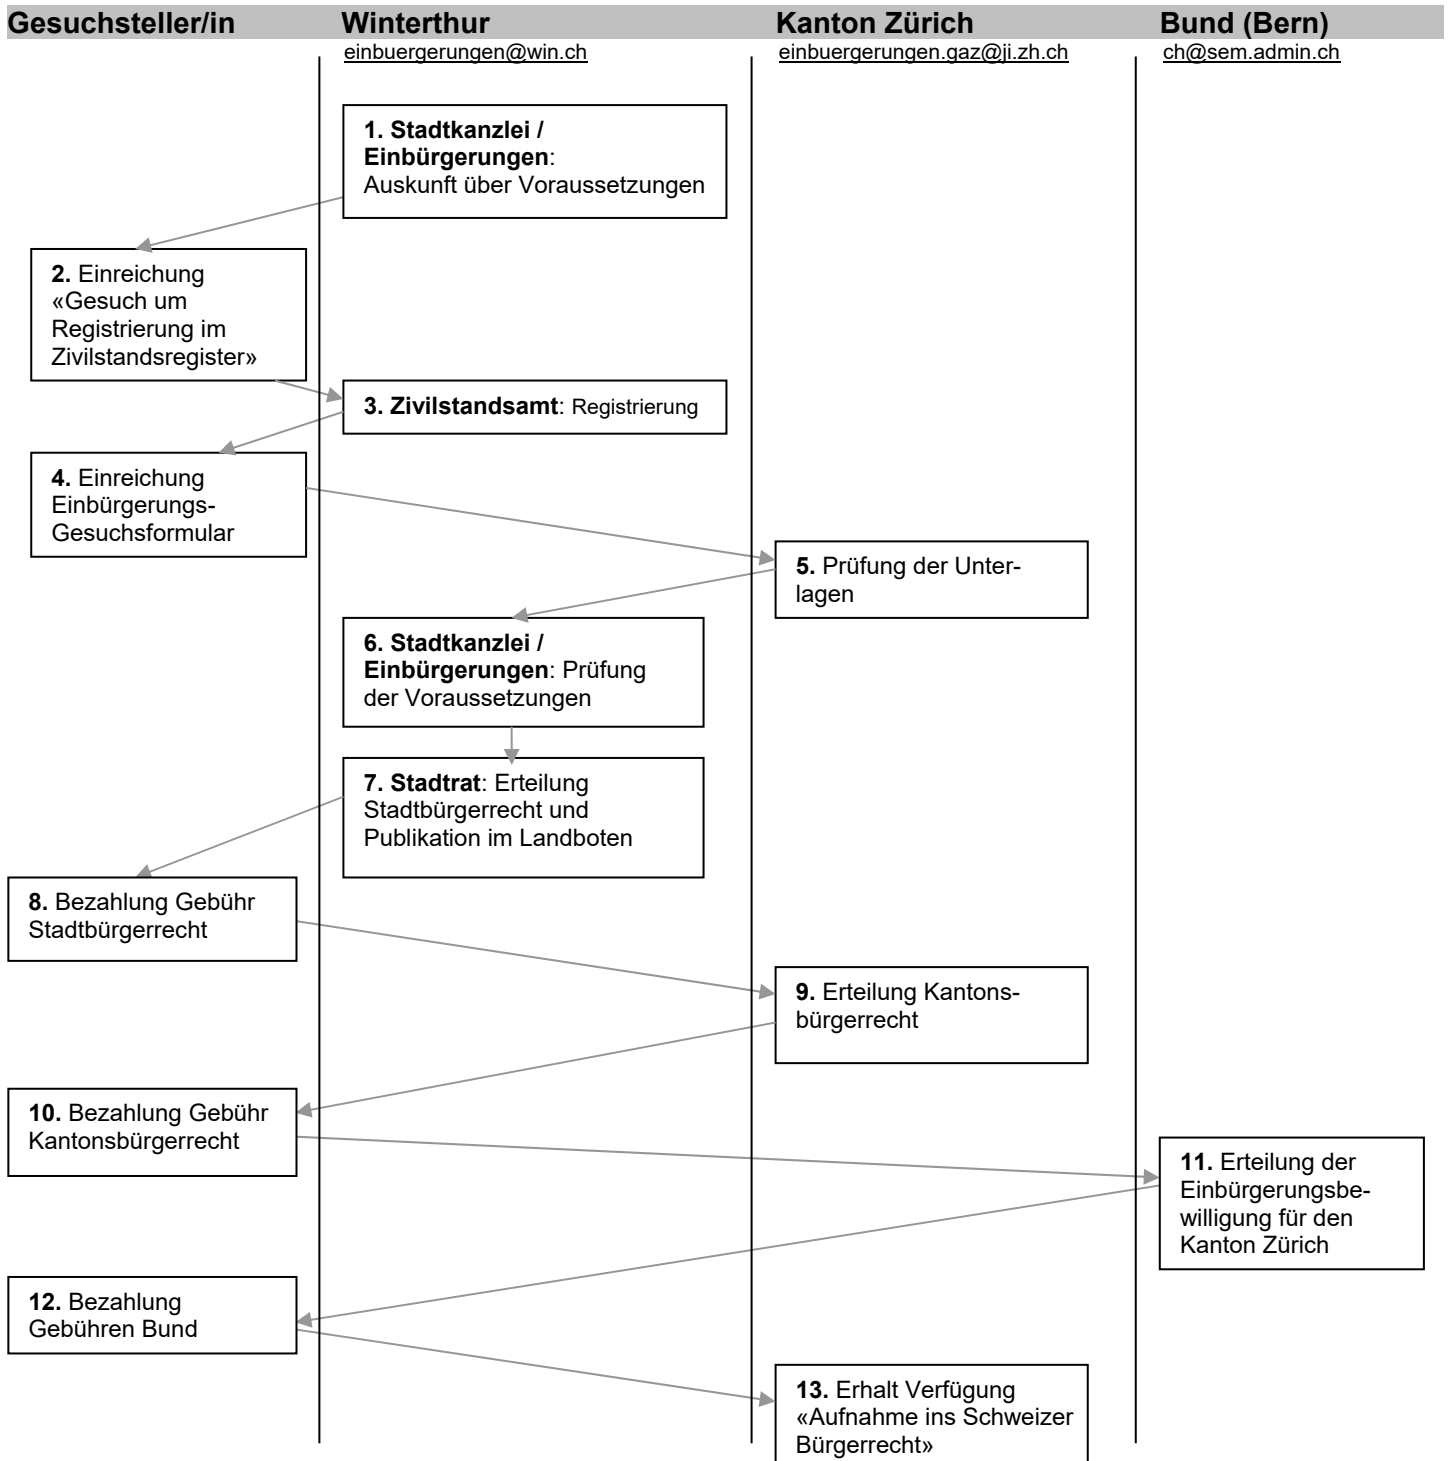 Gesuchsteller/in Winterthur Kanton Zürich Bund (Bern)
einbuergerungen@win.ch einbuergerungen.gaz@ji.zh.ch ch@sem.admin.ch
1. Stadtkanzlei /
Einbürgerungen:
Auskunft über Voraussetzungen
2. Einreichung
«Gesuch um
Registrierung im
Zivilstandsregister»
3. Zivilstandsamt: Registrierung
4. Einreichung
Einbürgerungs-
Gesuchsformular
5. Prüfung der Unter-
lagen
6. Stadtkanzlei /
Einbürgerungen: Prüfung
der Voraussetzungen
7. Stadtrat: Erteilung
Stadtbürgerrecht und
Publikation im Landboten
8. Bezahlung Gebühr
Stadtbürgerrecht
9. Erteilung Kantons-
bürgerrecht
10. Bezahlung Gebühr
Kantonsbürgerrecht
11. Erteilung der
Einbürgerungsbe-
willigung für den
Kanton Zürich
12. Bezahlung
Gebühren Bund
13. Erhalt Verfügung
«Aufnahme ins Schweizer
Bürgerrecht»